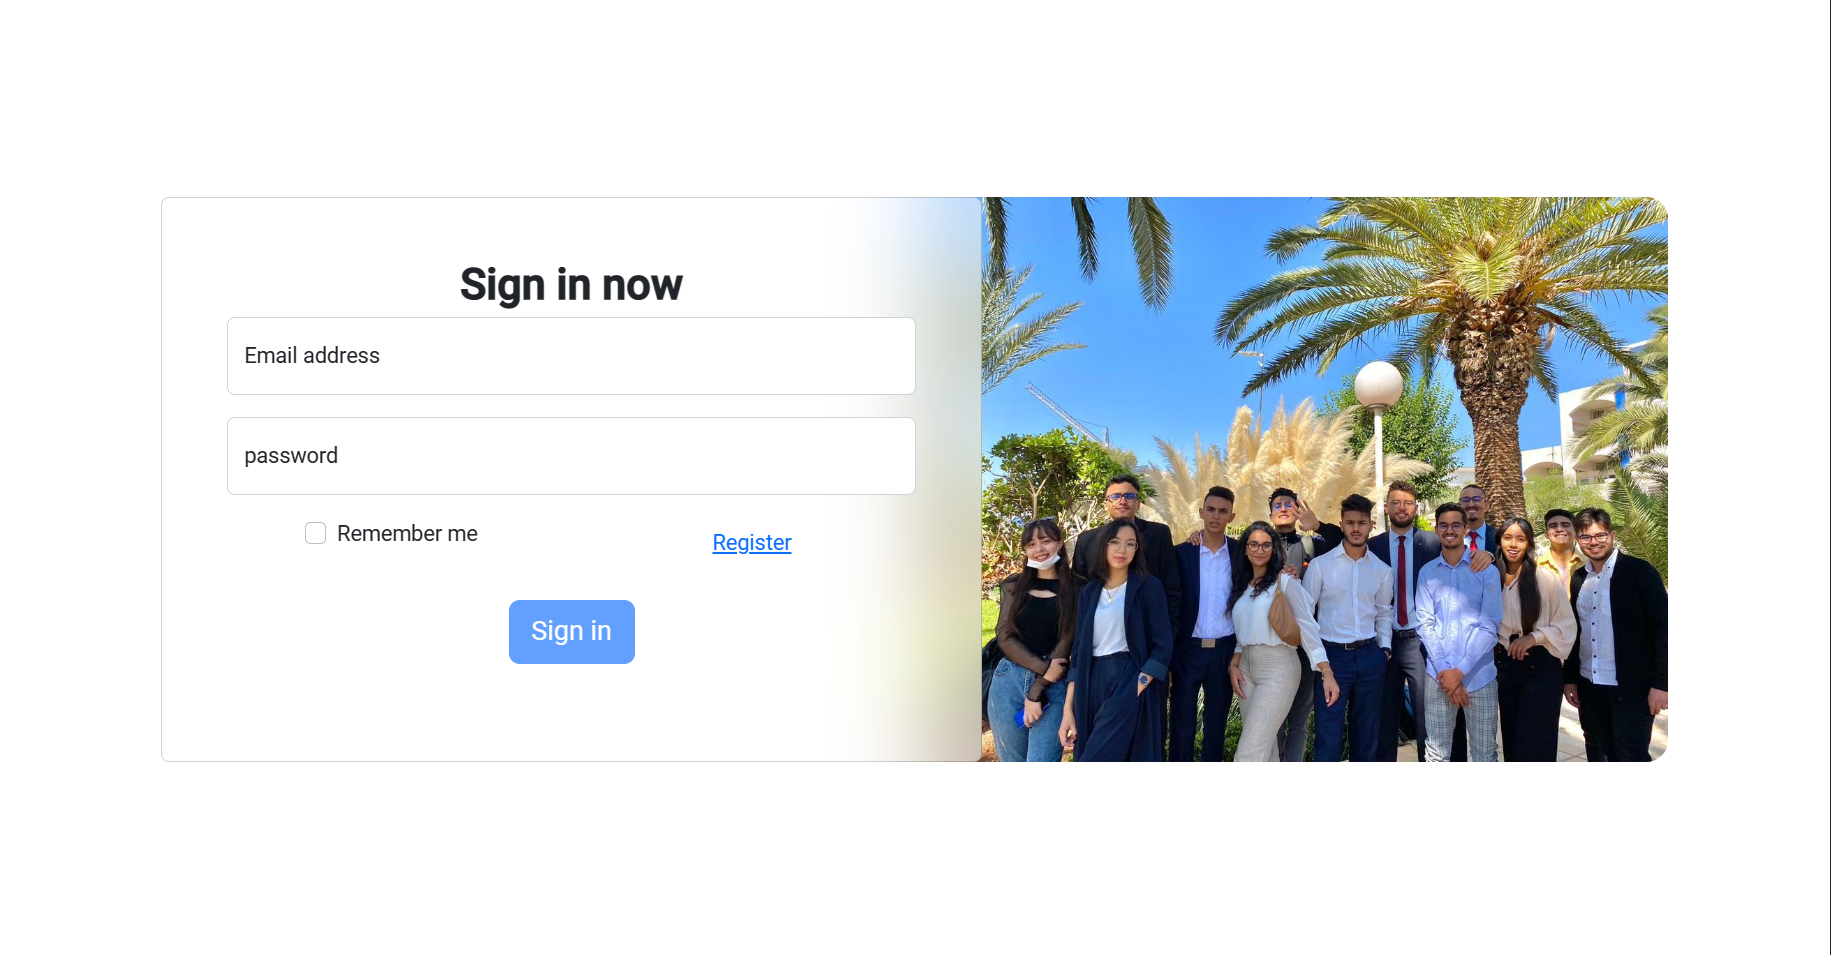 Sign in now
Email address
password
Remember me
Register
Sign in